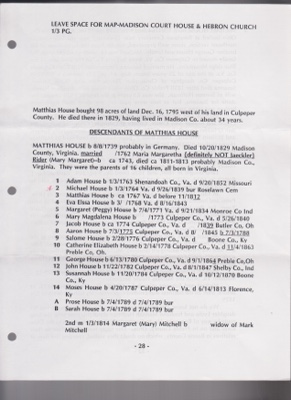 LEAVE SPACE FOR MAP-MADISON COURT HOUSE & HEBRON CHURCH
1/3 PG.
Matthias House bought 98 acres of land Dec. 16, 1795 west of his land in Culpeper
County. He died there in 1829, having lived in Madison Co. about 34 years.
DESCENDANTS OF MATTHIAS HOUSE
MATTHIAS HOUSE b 8/8/1739 probably in Germany. Died 10/20/1829 Madison
County, Virginia. married /1762 Maria Margaretha (definitely NOT Jaeckler)
Rider (Mary Margaret)-b ca 1743, died ca 1811-1813 probably Madison Co.,
Virginia. They were the parents of 16 children, all born in Virginia.
1 Adam House b 1/3/1763 Shenandoah Co., Va d 9/20/1852 Missouri
2 Michael House b 1/3/1764 Va. d 9/26/1839 bur Roselawn Cem
3 Matthias House b ca 1767 Va. d before 11/1812
4 Eva Elisa House b 3/ /1768 Va. d 8/16/1843
5 Margaret (Peggy) House b 7/4/1771 Va. d 9/21/1834 Monroe Co Ind
6 Mary Magdalena House b /1773 Culpeper Co., Va. d 5/26/1840
7 Jacob House b ca 1774 Culpeper Co., Va. d /1839 Butler Co. Oh
8 Aaron House b 7/3/1775 Culpeper Co., Va. d 8/ /1845 b 7/3/1788
9 Salome House b 2/28/1776 Culpeper Co., Va. d Boone Co., Ky
10 Catherine Elizabeth House b 2/14/1778 Culpeper Co., Va. d 11/4/1863
Preble Co, Oh.
11 George House b 6/13/1780 Culpeper Co., Va. d 9/1/1864 Preble Co, Oh
12 John House b 11/22/1782 Culpeper Co., Va. d 8/1/1847 Shelby Co., Ind
13 Susannah House b 11/20/1784 Culpeper Co., Va d 10/12/1870 Boone
Co., Ky
14 Moses House b 4/20/1787 Culpeper Co., Va. d 6/14/1813 Florence,
Ky
A Prose House b 7/4/1789 d 7/4/1789 bur
B Sarah House b 7/4/1789 d 7/4/1789 bur
2nd m 1/3/1814 Margaret (Mary) Mitchell b widow of Mark
Mitchell
- 28 -